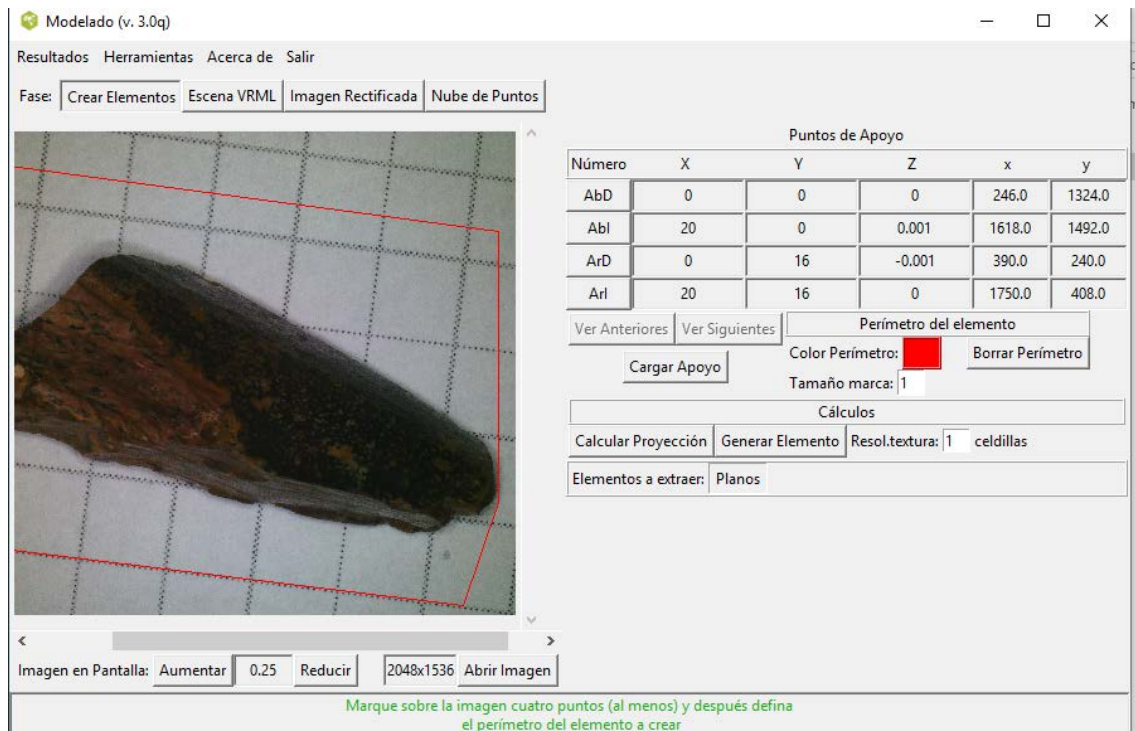 Modelado (v. 3.0q)
Resultados Herramientas Acerca de Salir
Fase: Crear Elementos Escena VRML Imagen Rectificada Nube de Puntos
Puntos de Apoyo
Número X Y Z x y
AbD 0 0 0 246.0 1324.0
AbI 20 0 0.001 1618.0 1492.0
ArD 0 16 -0.001 390.0 240.0
ArI 20 16 0 1750.0 408.0
Ver Anteriores Ver Siguientes Perímetro del elemento
Color Perímetro: Borrar Perímetro
Cargar Apoyo
Tamaño marca: 1
Cálculos
Calcular Proyección Generar Elemento Resol.textura: 1 celdillas
Elementos a extraer: Planos
Imagen en Pantalla: Aumentar 0.25 Reducir 2048x1536 Abrir Imagen
Marque sobre la imagen cuatro puntos (al menos) y después defina
el perímetro del elemento a crear